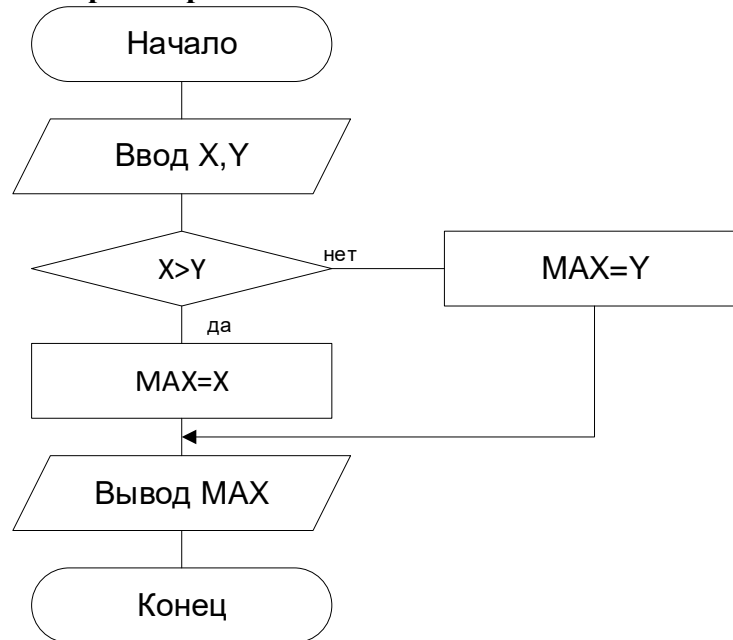 Начало
Ввод X,Y
X>Y
нет
MAX=Y
да
MAX=X
Вывод MAX
Конец